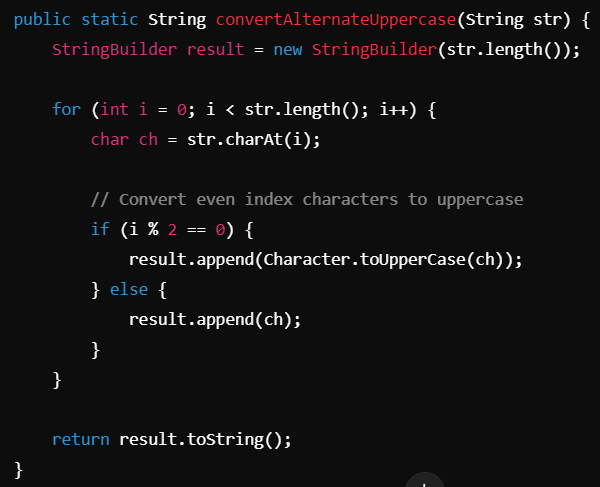 public static String convertAlternateUppercase(String str) {
    StringBuilder result = new StringBuilder(str.length());

    for (int i = 0; i < str.length(); i++) {
        char ch = str.charAt(i);

        // Convert even index characters to uppercase
        if (i % 2 == 0) {
            result.append(Character.toUpperCase(ch));
        } else {
            result.append(ch);
        }
    }

    return result.toString();
}